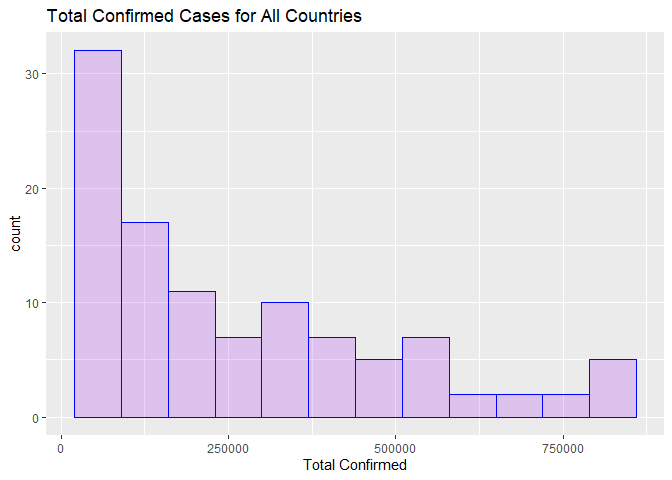 Total Confirmed Cases for All Countries
30
20
10
0
count
0 250000 500000 750000
Total Confirmed